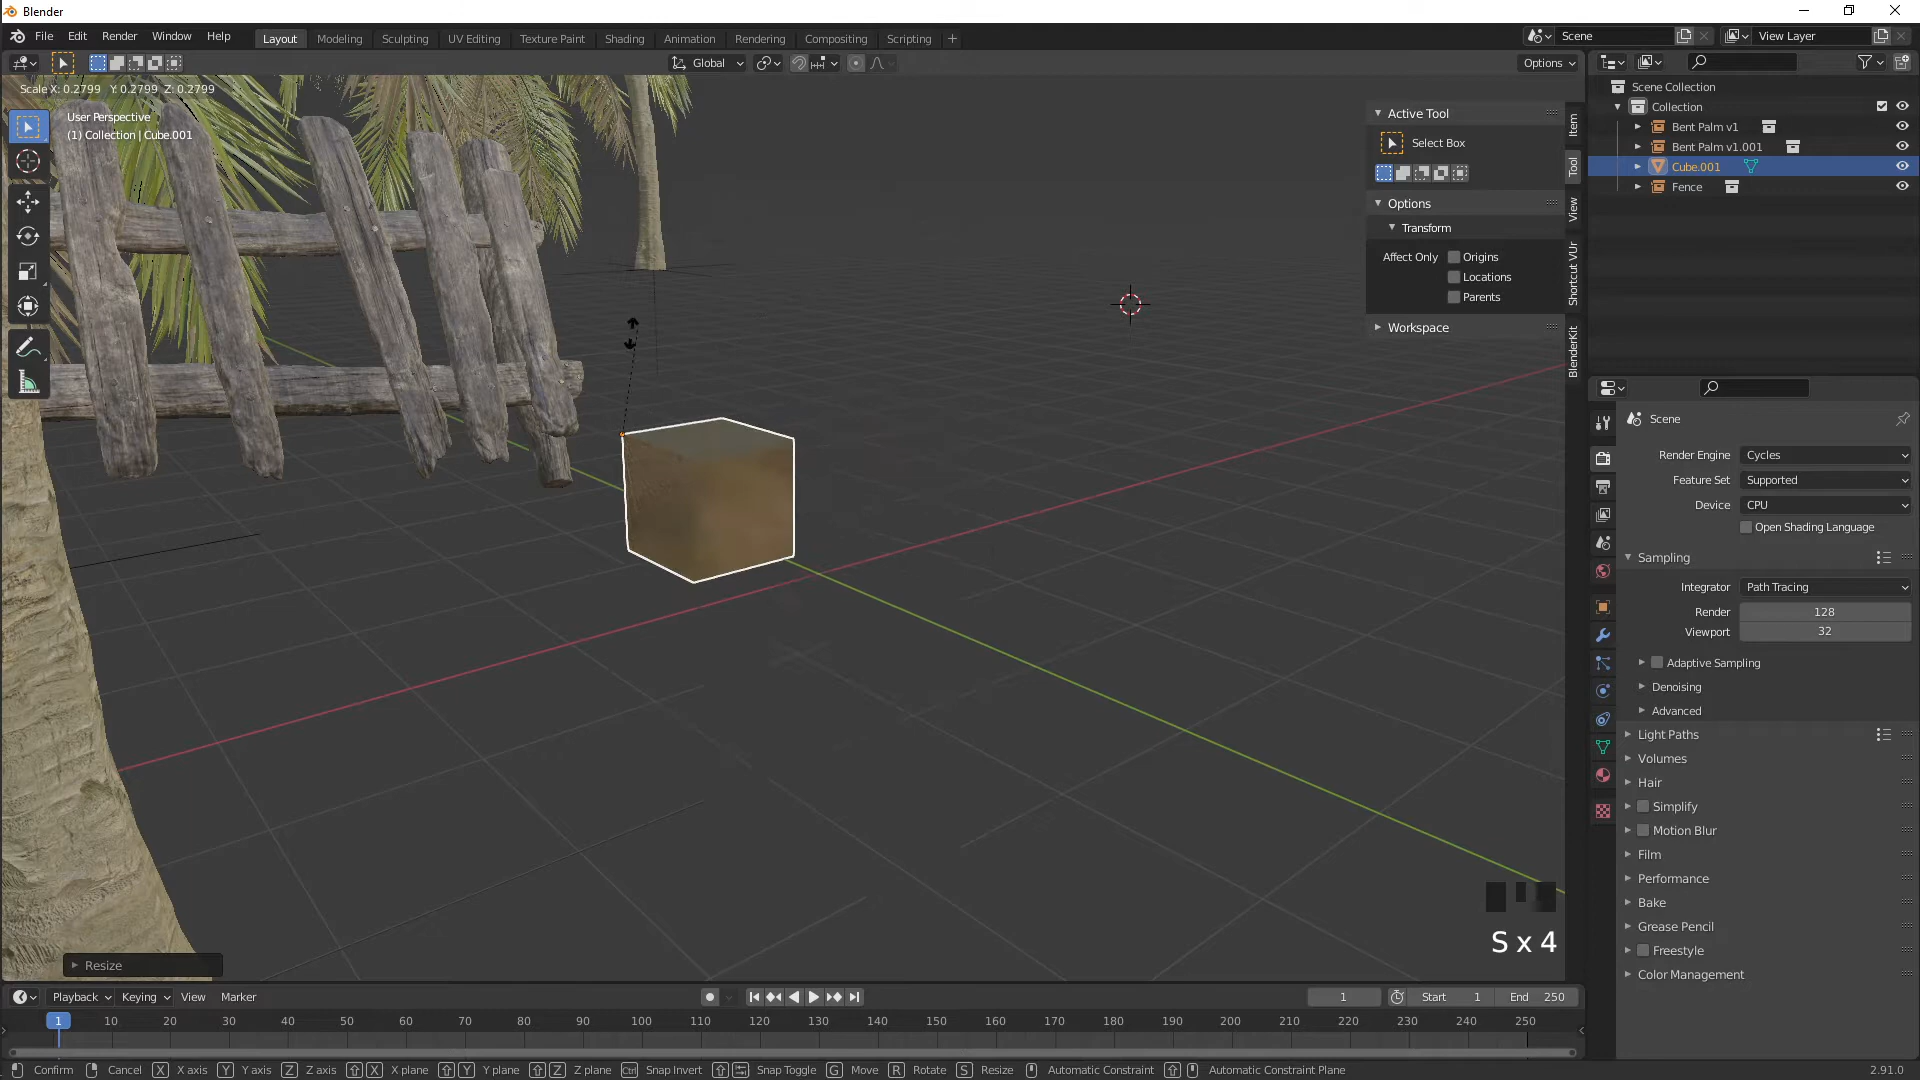 Blender
File Edit Render Window Help Layout Modeling Sculpting UV Editing Texture Paint Shading Animation Rendering Compositing Scripting + Scene View Layer
Global Options
Scale X: 0.2799 Y: 0.2799 Z: 0.2799
User Perspective
(1) Collection | Cube.001
Active Tool
Select Box
Options
Transform
Affect Only Origins
Locations
Parents
Workspace
Item
Tool
View
Shortcut VUr
BlenderKit
Scene Collection
Collection
Bent Palm v1
Bent Palm v1.001
Cube.001
Fence
Scene
Render Engine Cycles
Feature Set Supported
Device CPU
Open Shading Language
Sampling
Integrator Path Tracing
Render 128
Viewport 32
Adaptive Sampling
Denoising
Advanced
Light Paths
Volumes
Hair
Simplify
Motion Blur
Film
Performance
Bake
Grease Pencil
Freestyle
Color Management
S x 4
Resize
Playback Keying View Marker 1 Start 1 End 250
1 10 20 30 40 50 60 70 80 90 100 110 120 130 140 150 160 170 180 190 200 210 220 230 240 250
Confirm Cancel X X axis Y Y axis Z Z axis X X plane Y Y plane Z Z plane Ctrl Snap Invert Snap Toggle G Move R Rotate S Resize Automatic Constraint Automatic Constraint Plane 2.91.0